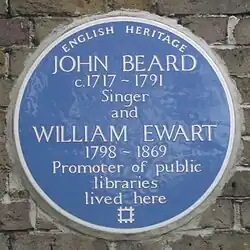 ENGLISH HERITAGE
JOHN BEARD
c.1717~1791
Singer
and
WILLIAM EWART
1798~1869
Promoter of public
libraries
lived here